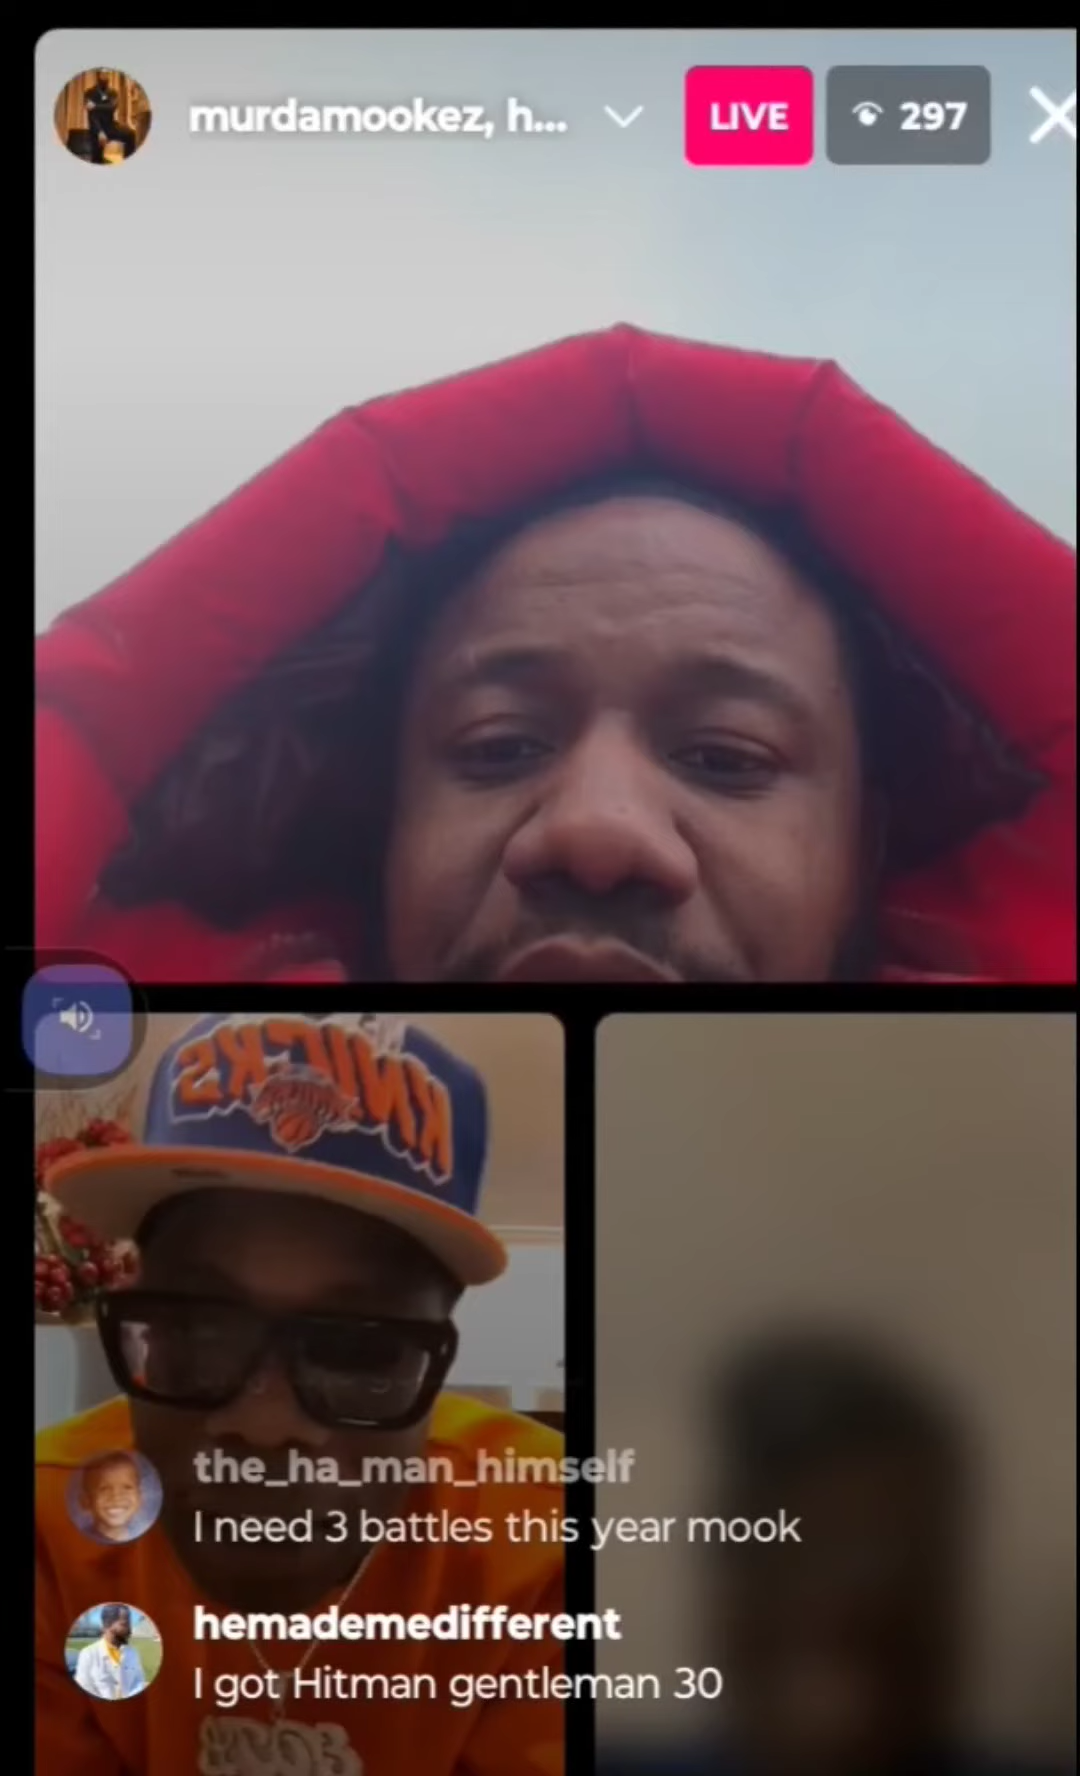 murdamookez, h...
LIVE
297
KNICKS
the_ha_man_himself
I need 3 battles this year mook
hemademedifferent
I got Hitman gentleman 30